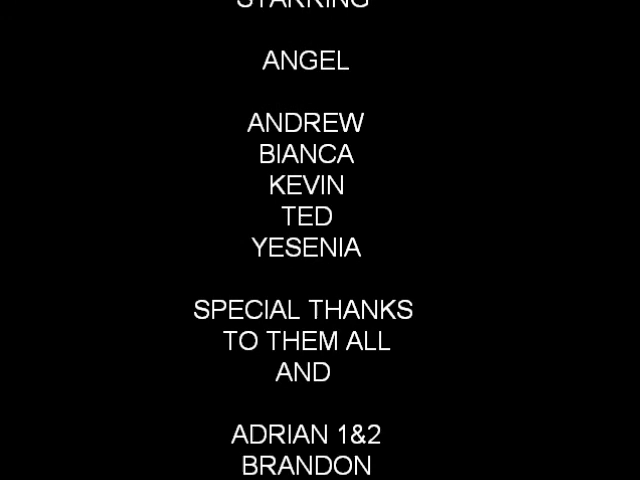 STARRING
ANGEL
ANDREW
BIANCA
KEVIN
TED
YESENIA
SPECIAL THANKS
TO THEM ALL
AND
ADRIAN 1&2
BRANDON